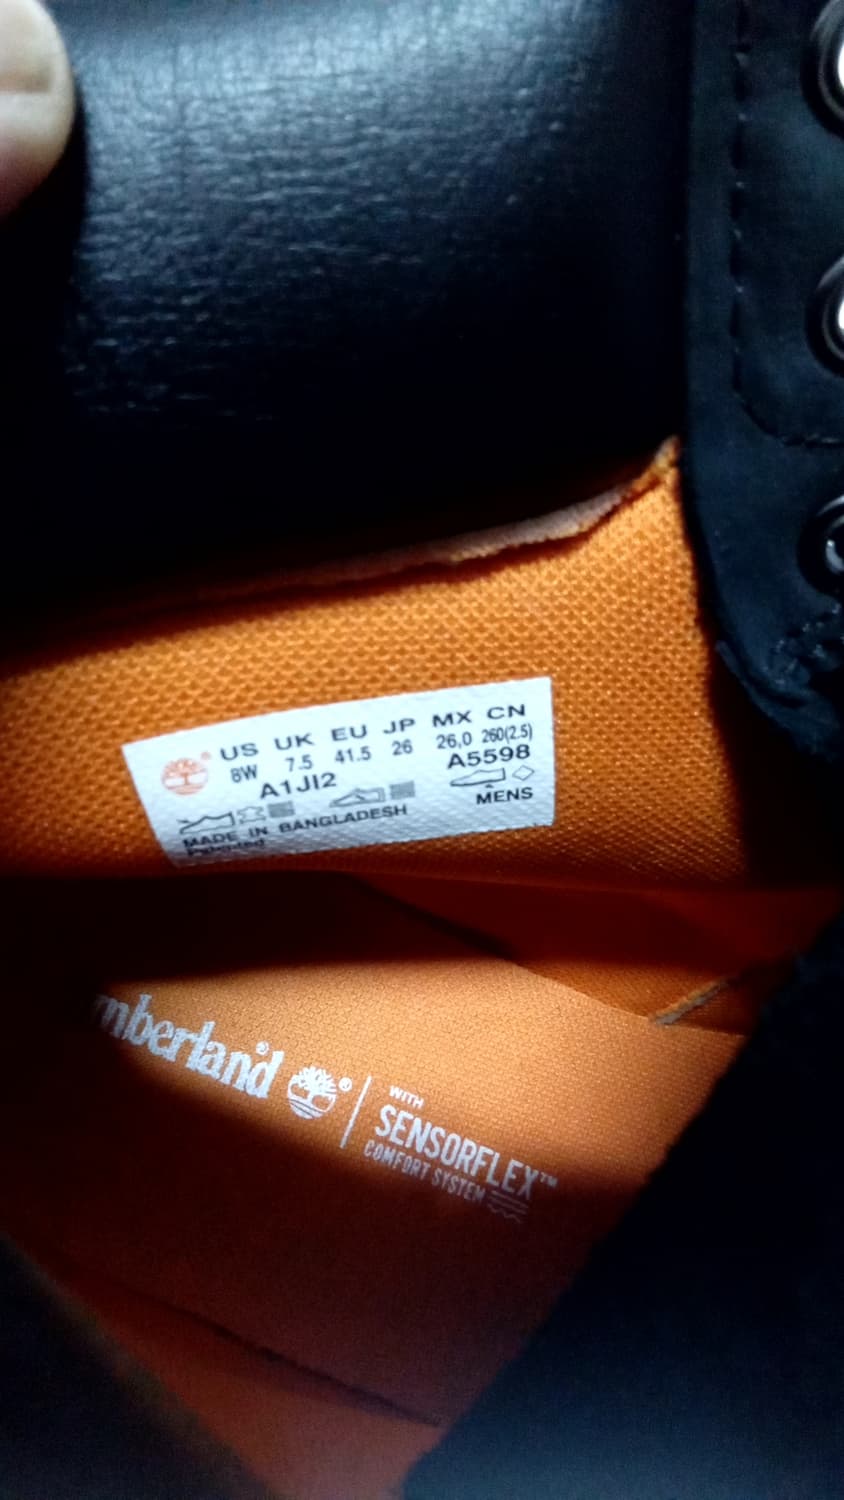 US UK EU JP MX CN
8W 7.5 41.5 26 26,0 260(2.5)
A1JI2 A5598
MENS
MADE IN BANGLADESH
Patented
mberland®
WITH
SENSORFLEX™
COMFORT SYSTEM